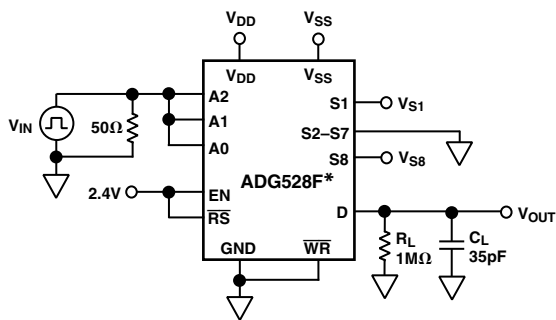 VDD
VSS
VDD
VSS
A2
S1
VS1
VIN
50Ω
A1
S2–S7
A0
S8
VS8
ADG528F*
2.4V
EN
D
VOUT
RS
RL
1MΩ
CL
35pF
GND
WR